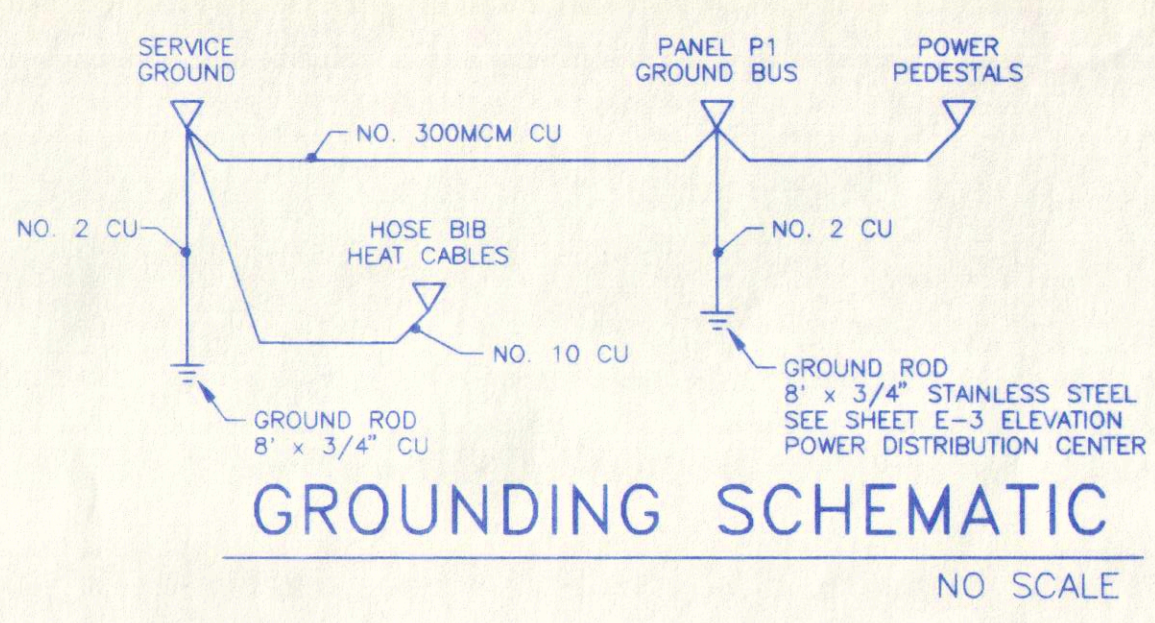 SERVICE
GROUND
PANEL P1
GROUND BUS
POWER
PEDESTALS
NO. 300MCM CU
NO. 2 CU
HOSE BIB
HEAT CABLES
NO. 2 CU
NO. 10 CU
GROUND ROD
8' x 3/4" CU
GROUND ROD
8' x 3/4" STAINLESS STEEL
SEE SHEET E-3 ELEVATION
POWER DISTRIBUTION CENTER
GROUNDING SCHEMATIC
NO SCALE